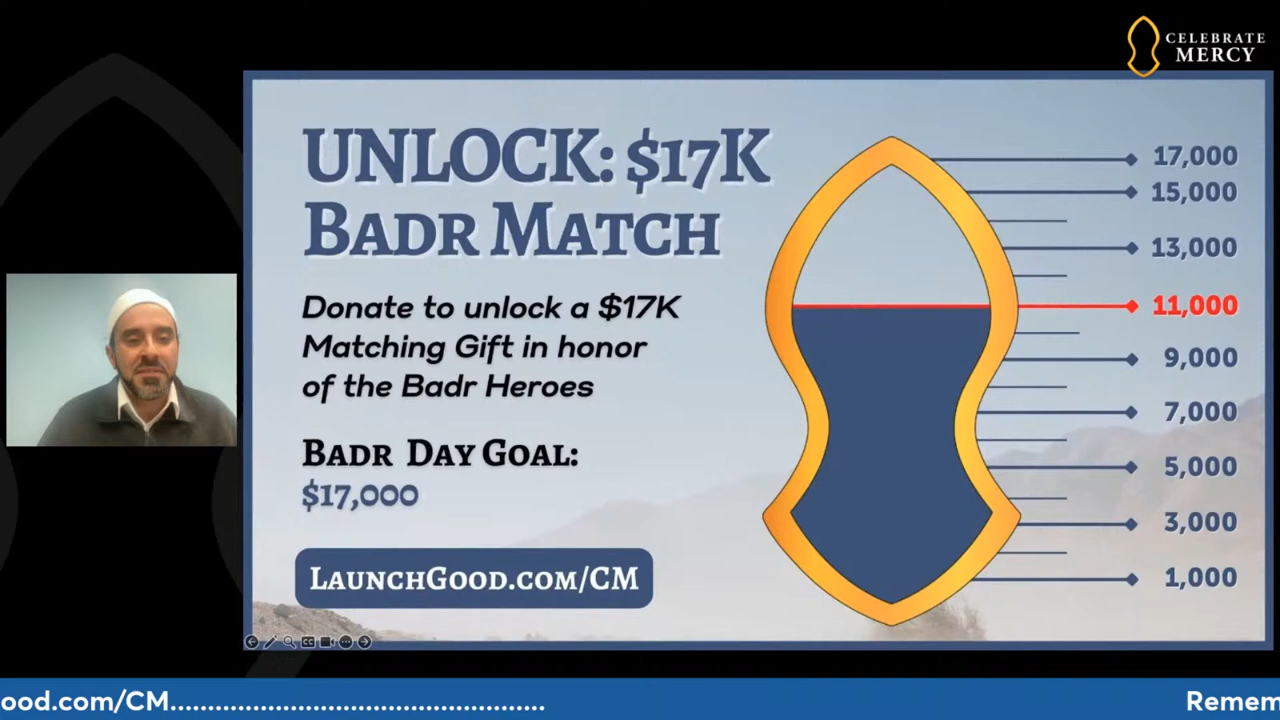 CELEBRATE
MERCY
UNLOCK: $17K
BADR MATCH
Donate to unlock a $17K
Matching Gift in honor
of the Badr Heroes
BADR DAY GOAL:
$17,000
LAUNCHGOOD.COM/CM
17,000
15,000
13,000
11,000
9,000
7,000
5,000
3,000
1,000
CC
ood.com/CM.................................................. Remem